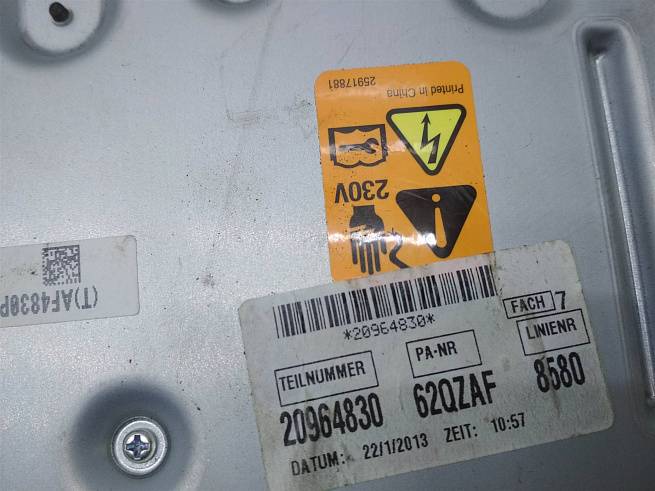 Printed in China
25917881
230V
(T)AF4830P
*20964830*
FACH 7
TEILNUMMER PA-NR LINIENR
20964830 62QZAF 8580
DATUM: 22/1/2013 ZEIT: 10:57